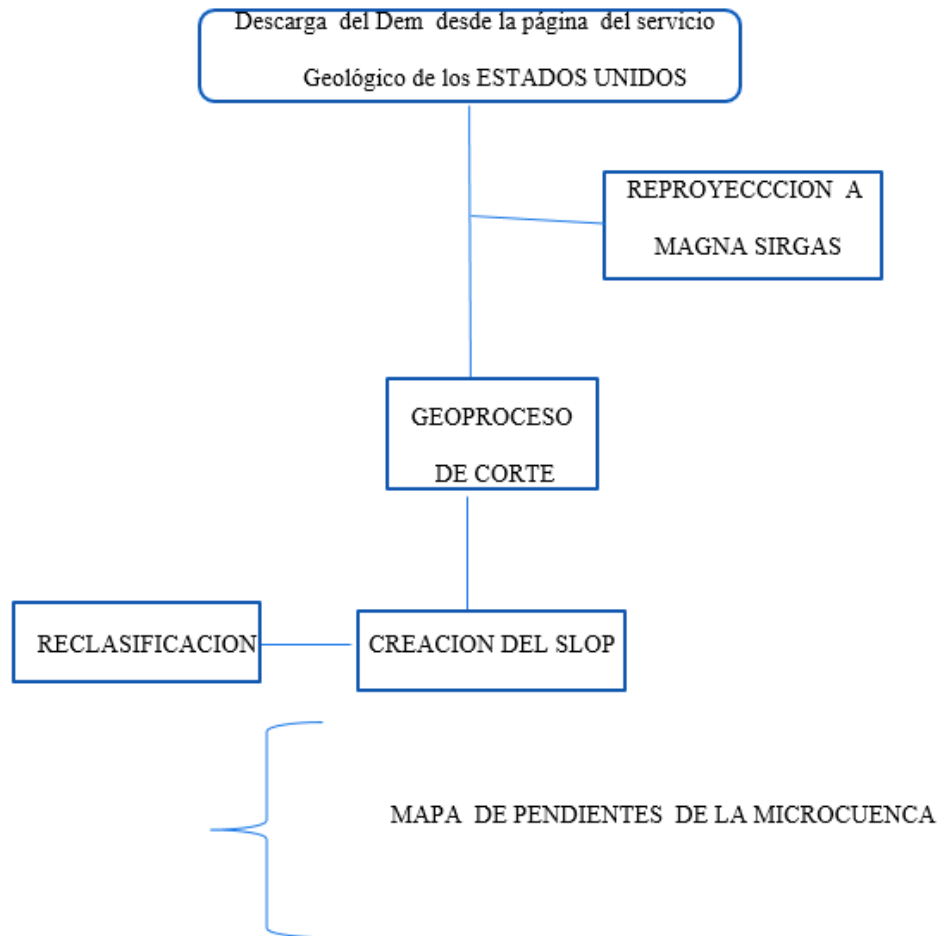 Descarga del Dem desde la página del servicio
Geológico de los ESTADOS UNIDOS
REPROYECCCION A
MAGNA SIRGAS
GEOPROCESO
DE CORTE
RECLASIFICACION
CREACION DEL SLOP
MAPA DE PENDIENTES DE LA MICROCUENCA